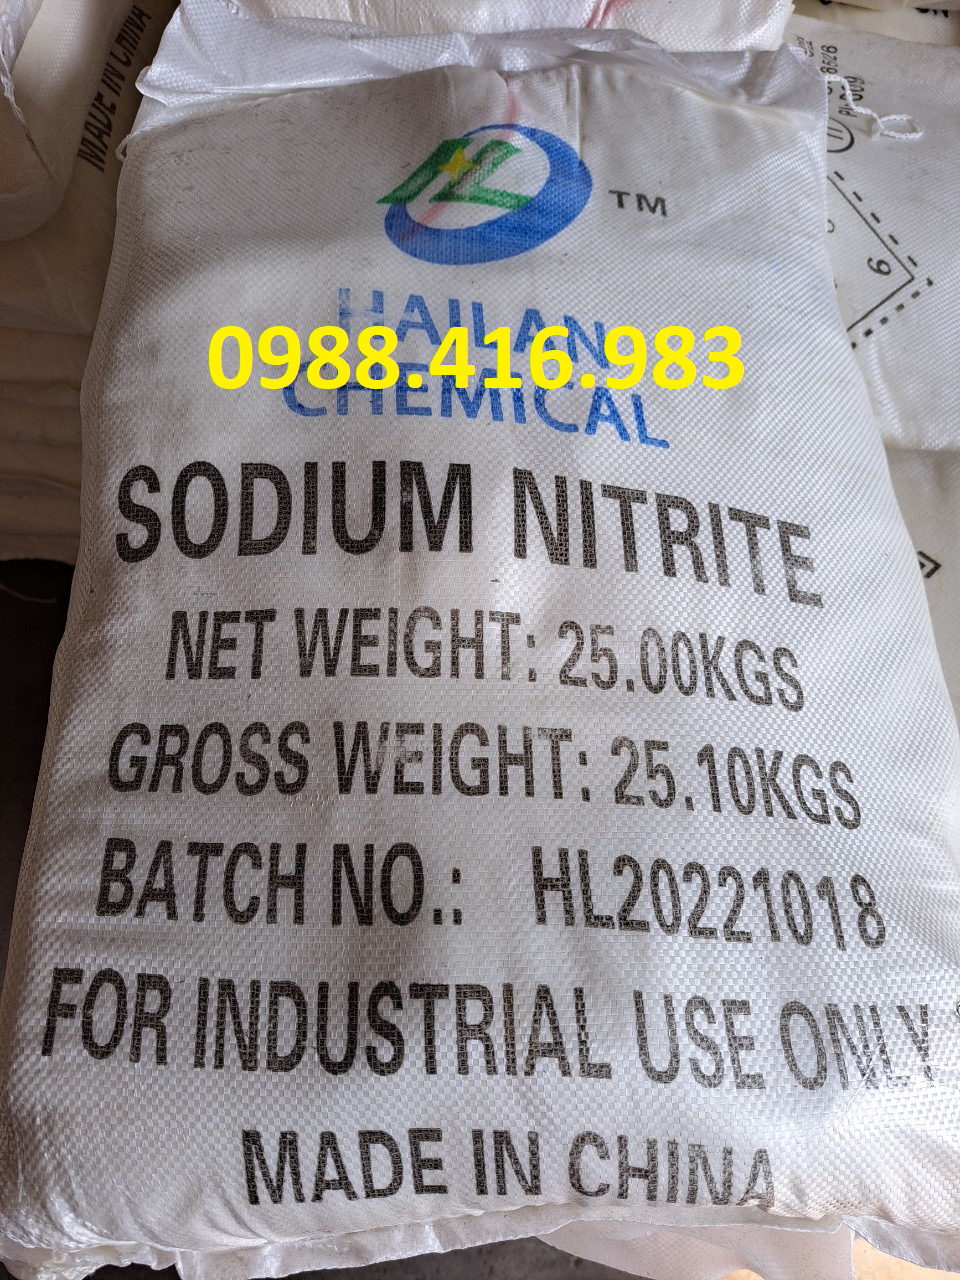 MADE IN CHINA
HL
TM
HAILAN
0988.416.983
CHEMICAL
SODIUM NITRITE
NET WEIGHT: 25.00KGS
GROSS WEIGHT: 25.10KGS
BATCH NO.: HL20221018
FOR INDUSTRIAL USE ONLY
MADE IN CHINA
6